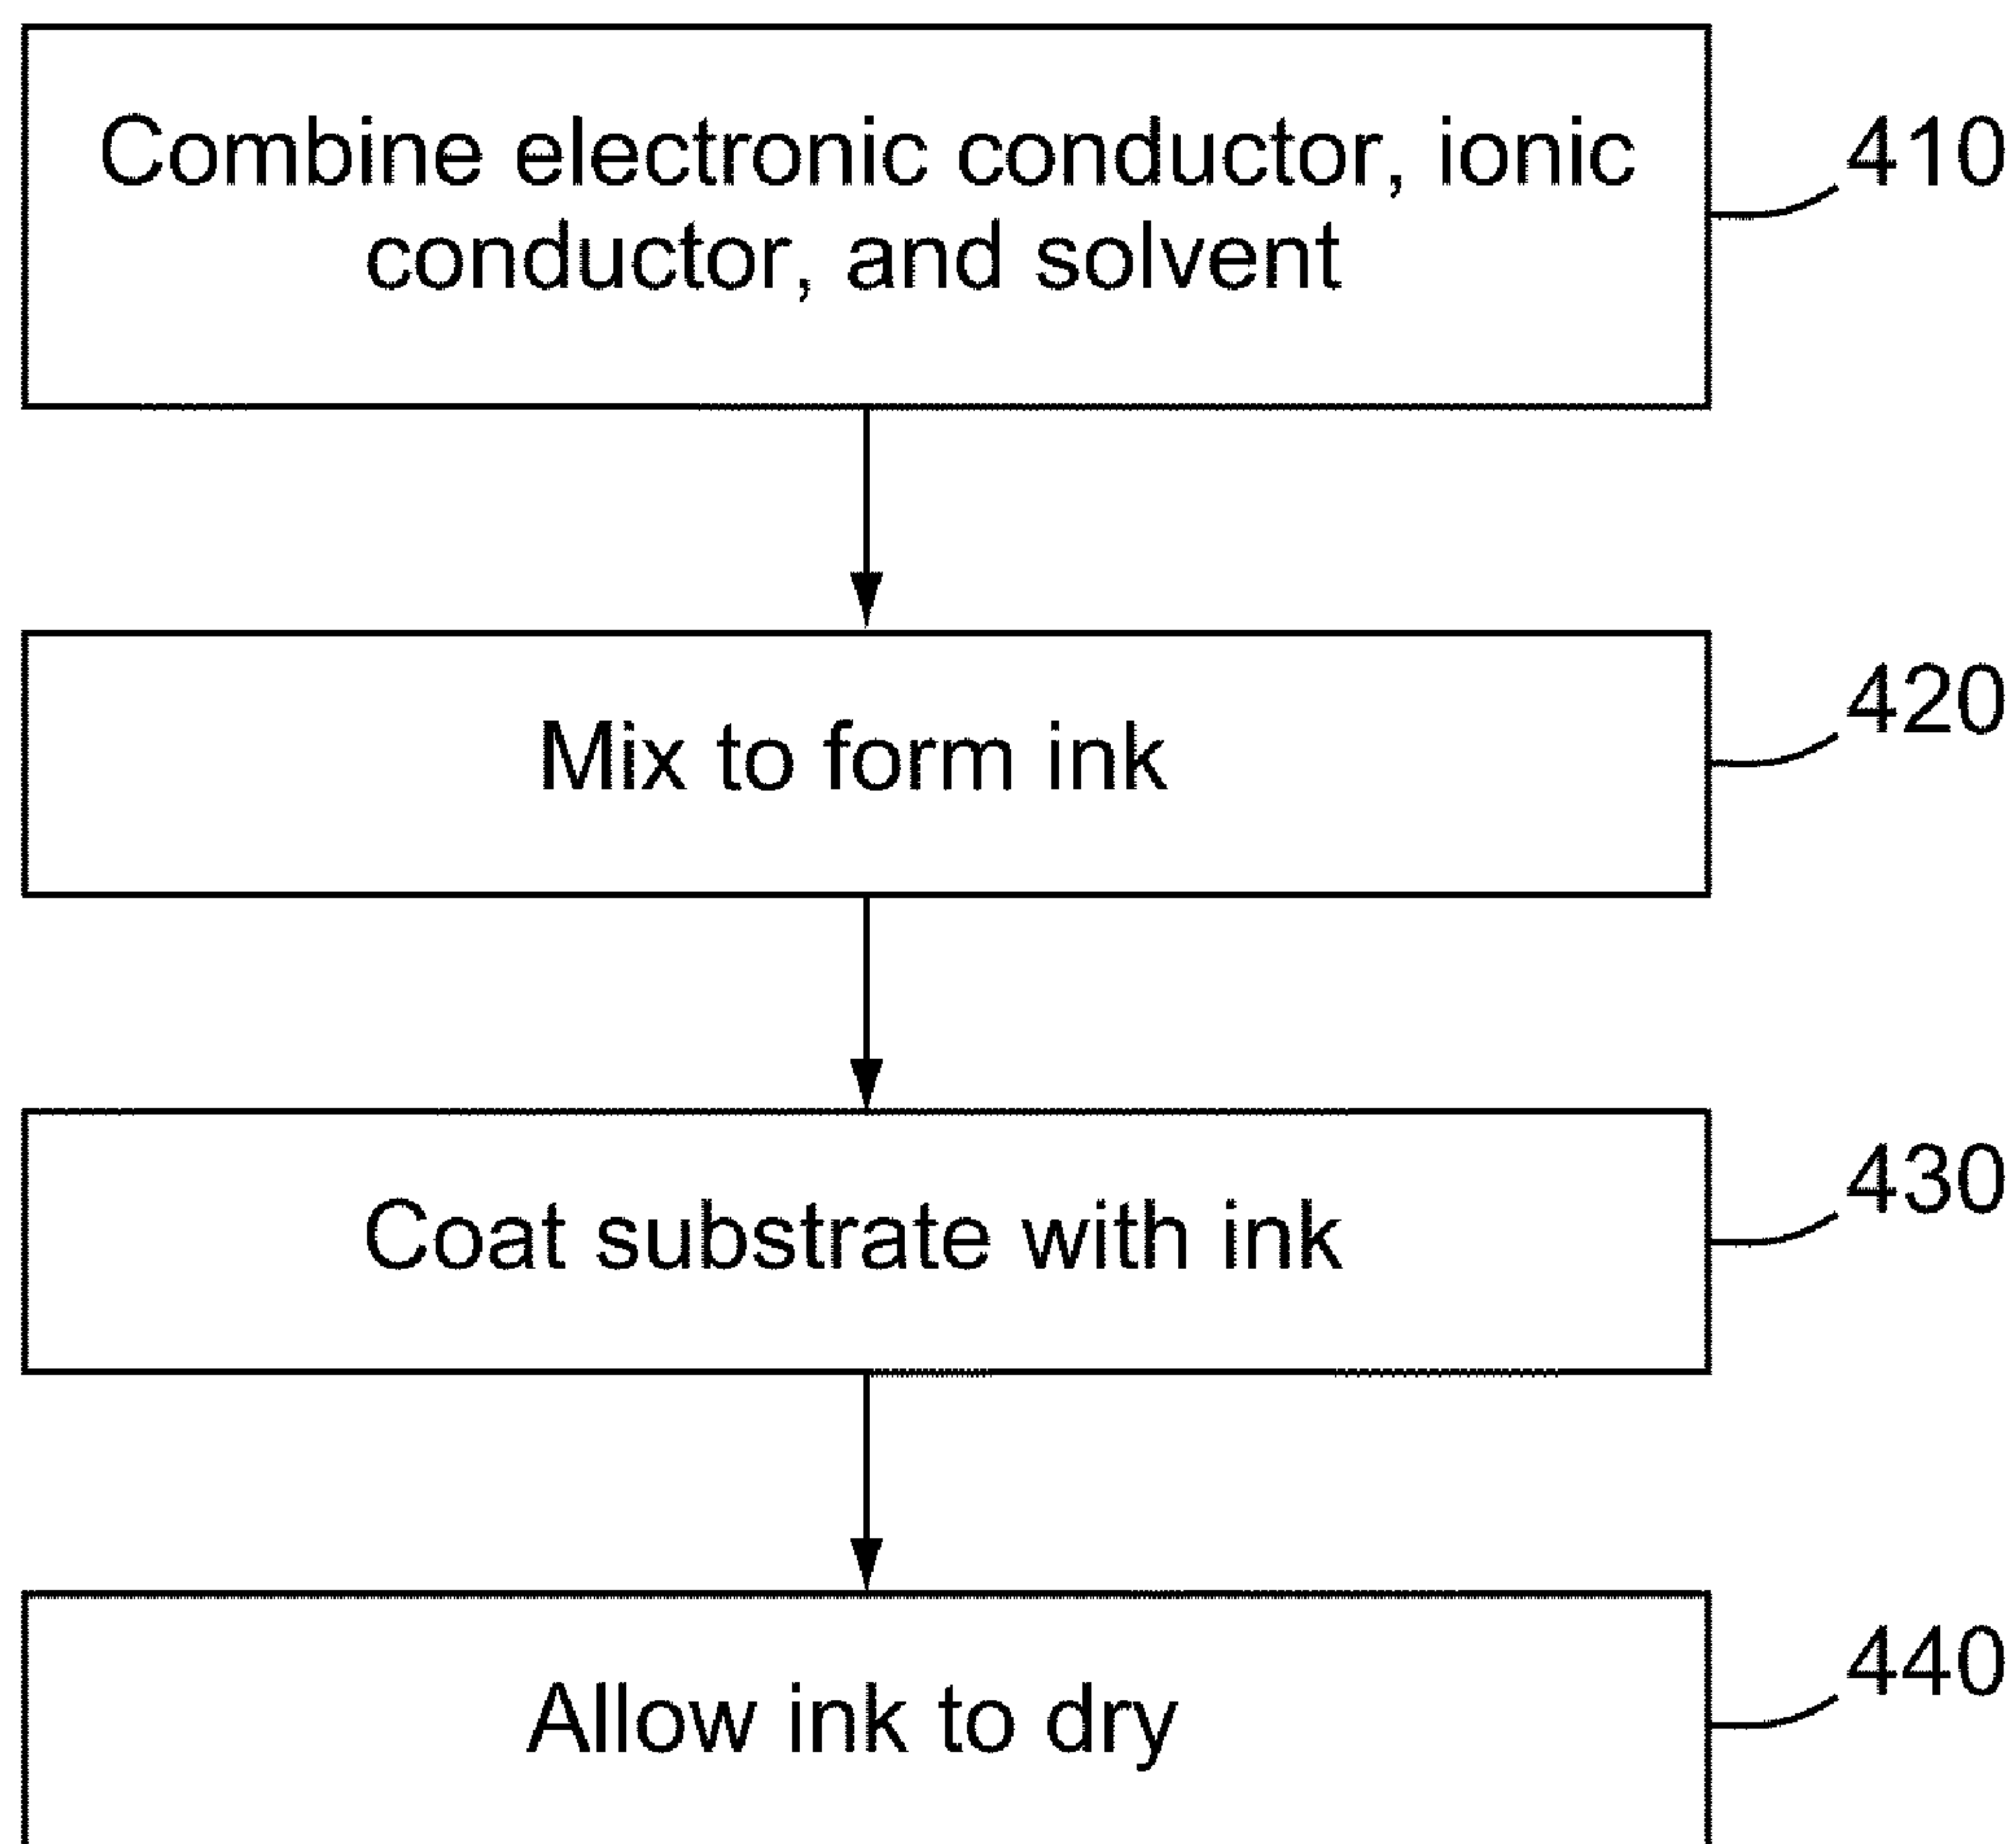 Combine electronic conductor, ionic
conductor, and solvent
410
Mix to form ink
420
Coat substrate with ink
430
Allow ink to dry
440